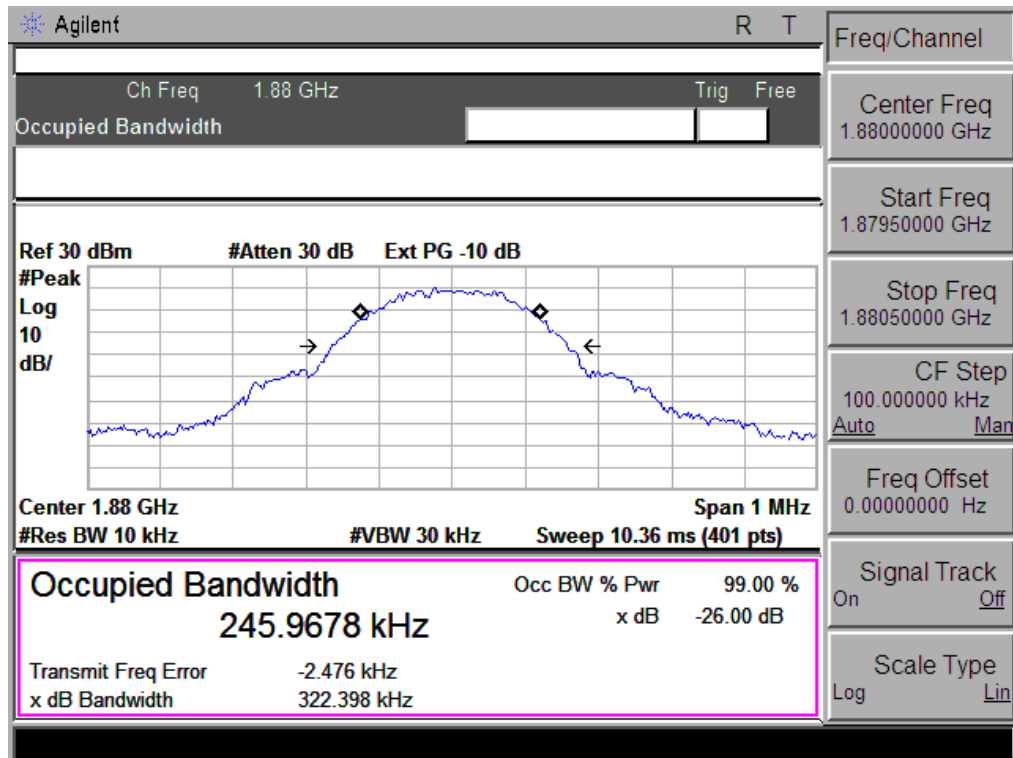 Agilent R T
Ch Freq 1.88 GHz Trig Free
Occupied Bandwidth
Ref 30 dBm #Atten 30 dB Ext PG -10 dB
#Peak
Log
10
dB/
Center 1.88 GHz Span 1 MHz
#Res BW 10 kHz #VBW 30 kHz Sweep 10.36 ms (401 pts)
Occupied Bandwidth Occ BW % Pwr 99.00 %
245.9678 kHz x dB -26.00 dB
Transmit Freq Error -2.476 kHz
x dB Bandwidth 322.398 kHz
Freq/Channel
Center Freq
1.88000000 GHz
Start Freq
1.87950000 GHz
Stop Freq
1.88050000 GHz
CF Step
100.000000 kHz
Auto Man
Freq Offset
0.00000000 Hz
Signal Track
On Off
Scale Type
Log Lin